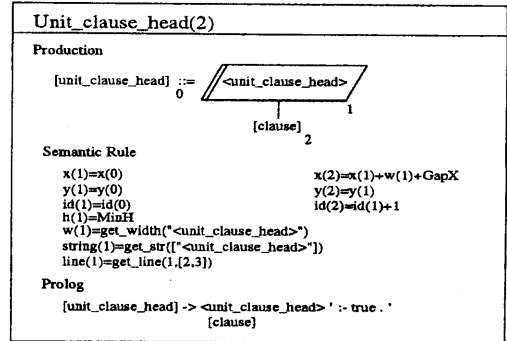 Unit_clause_head(2)
Production
[unit_clause_head] ::= <unit_clause_head>
0
1
[clause]
2
Semantic Rule
x(1)=x(0) x(2)=x(1)+w(1)+GapX
y(1)=y(0) y(2)=y(1)
id(1)=id(0) id(2)=id(1)+1
h(1)=MinH
w(1)=get_width("<unit_clause_head>")
string(1)=get_str(["<unit_clause_head>"])
line(1)=get_line(1,[2,3])
Prolog
[unit_clause_head] -> <unit_clause_head> ' :- true . '
[clause]